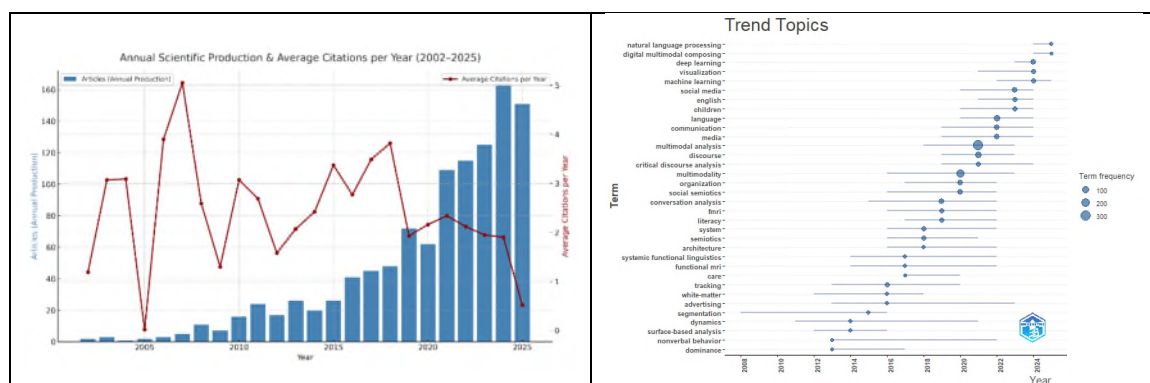 Annual Scientific Production & Average Citations per Year (2002–2025)
Articles (Annual Production)
Average Citations per Year
Articles (Annual Production)
160
140
120
100
80
60
40
20
0
5
4
3
2
1
0
Average Citations per Year
2005
2010
2015
2020
2025
Year
Trend Topics
Term
natural language processing
digital multimodal composing
deep learning
visualization
machine learning
social media
english
children
language
communication
media
multimodal analysis
discourse
critical discourse analysis
multimodality
organization
social semiotics
conversation analysis
fmri
literacy
system
semiotics
architecture
systemic functional linguistics
functional mri
care
tracking
white-matter
advertising
segmentation
dynamics
surface-based analysis
nonverbal behavior
dominance
2008
2010
2012
2014
2016
2018
2020
2022
2024
Year
Term frequency
100
200
300